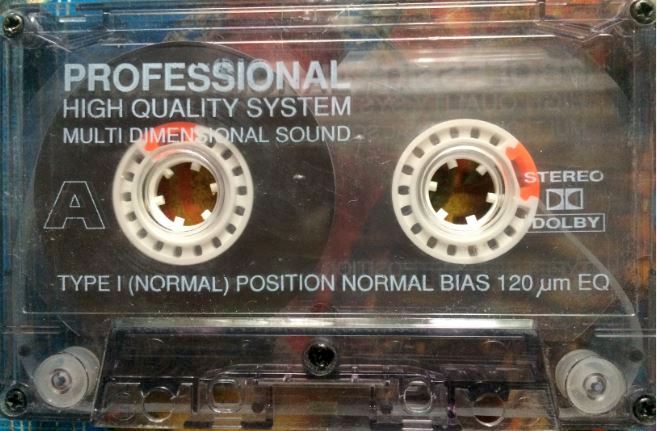 PROFESSIONAL
HIGH QUALITY SYSTEM
MULTI DIMENSIONAL SOUND
A
STEREO
DOLBY
TYPE I (NORMAL) POSITION NORMAL BIAS 120 µm EQ